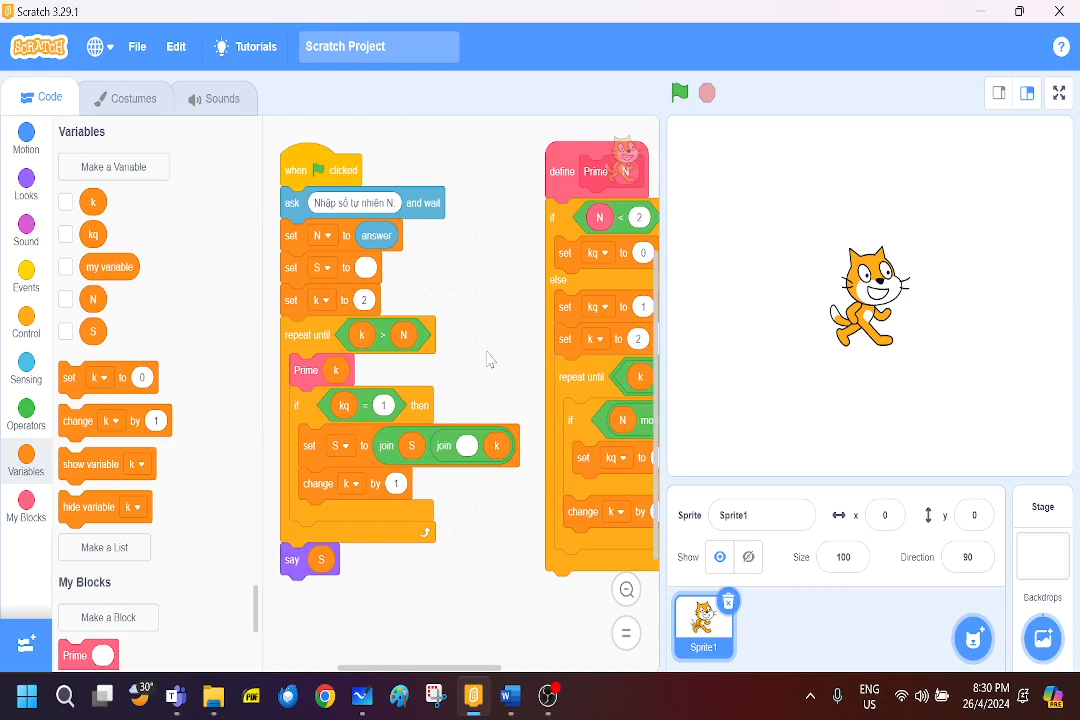 Scratch 3.29.1
SCRATCH
File
Edit
Tutorials
Scratch Project
?
Code
Costumes
Sounds
Motion
Looks
Sound
Events
Control
Sensing
Operators
Variables
My Blocks
Variables
Make a Variable
k
kq
my variable
N
S
set k to 0
change k by 1
show variable k
hide variable k
Make a List
My Blocks
Make a Block
Prime
when clicked
ask Nhập số tự nhiên N. and wait
set N to answer
set S to
set k to 2
repeat until k > N
Prime k
if kq = 1 then
set S to join S join k
change k by 1
say S
define Prime N
if N < 2
set kq to 0
else
set kq to 1
set k to 2
repeat until k
if N mo
set kq to
change k by
Sprite Sprite1
x 0
y 0
Show
Size 100
Direction 90
Sprite1
Stage
Backdrops
1
30°
PDF
W
ENG
US
8:30 PM
26/4/2024
PRE